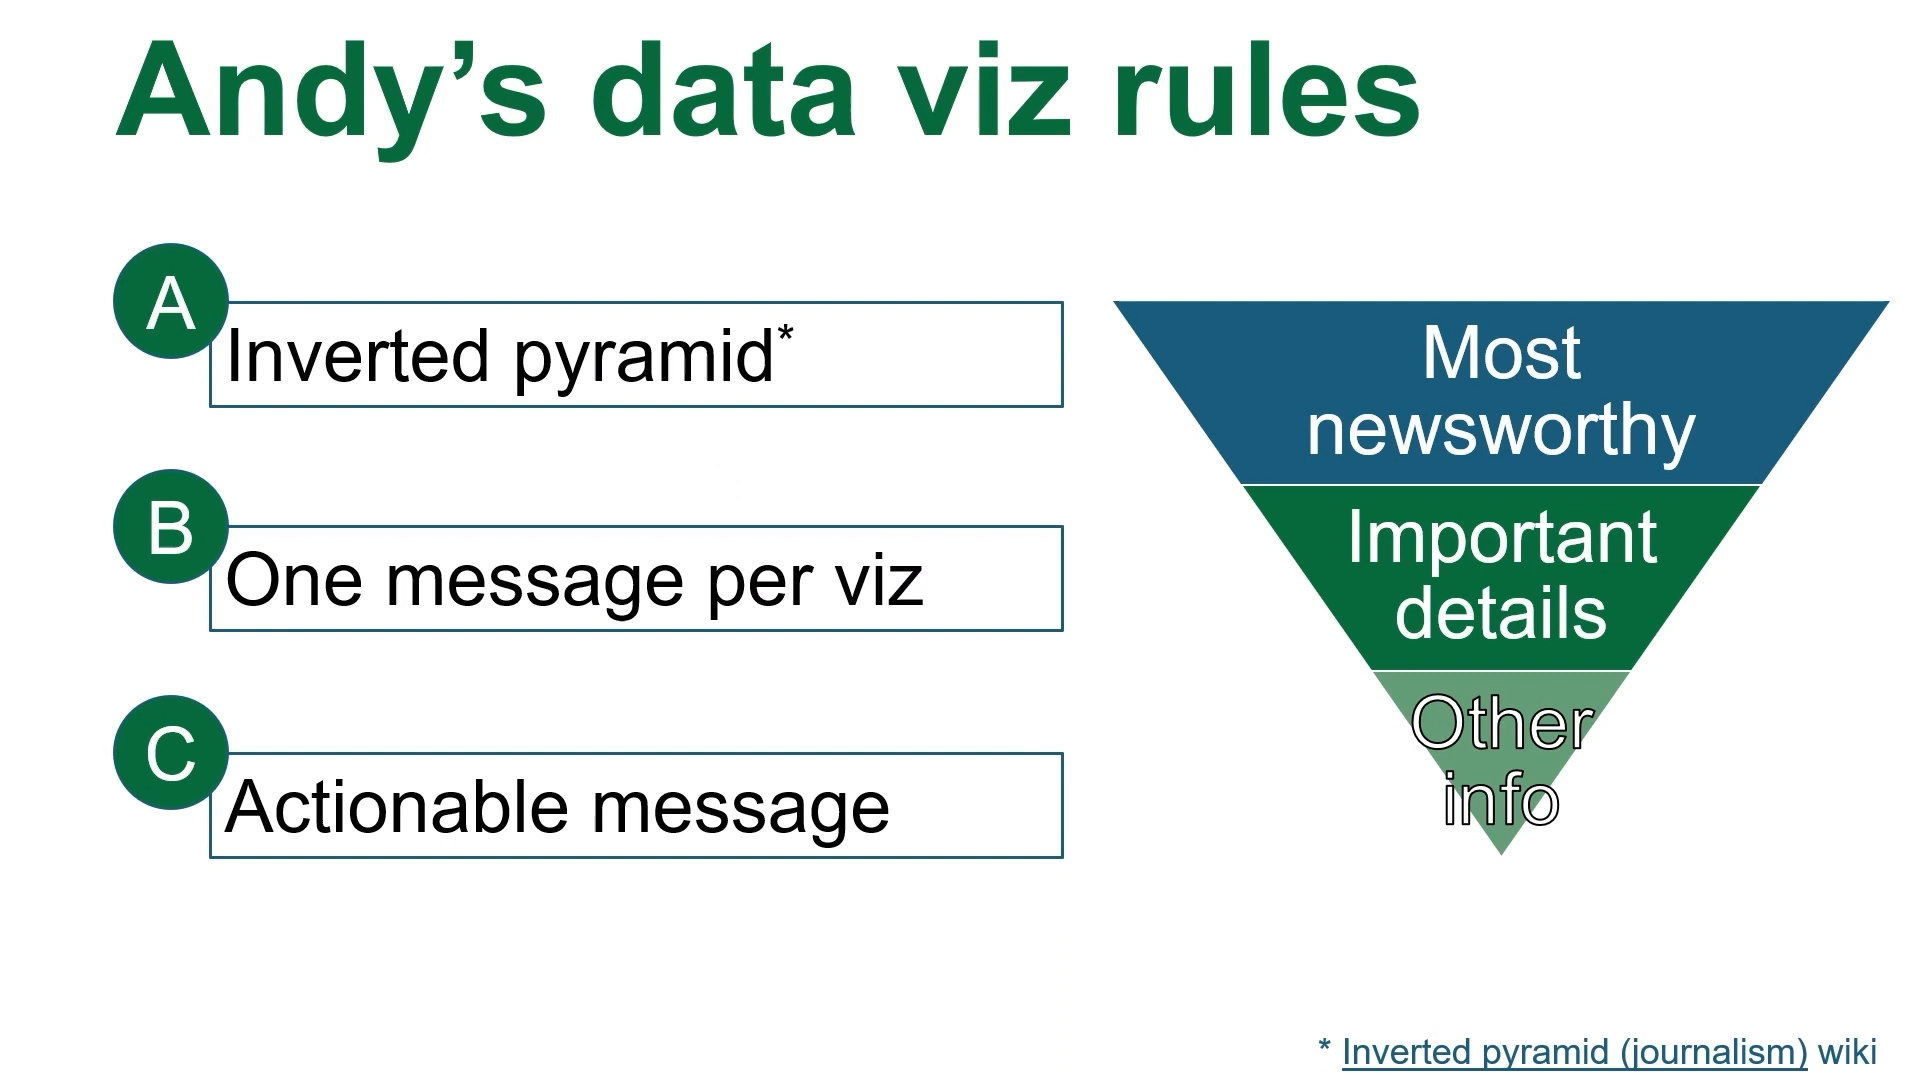 Andy’s data viz rules
A
Inverted pyramid*
B
One message per viz
C
Actionable message
Most
newsworthy
Important
details
Other
info
* Inverted pyramid (journalism) wiki